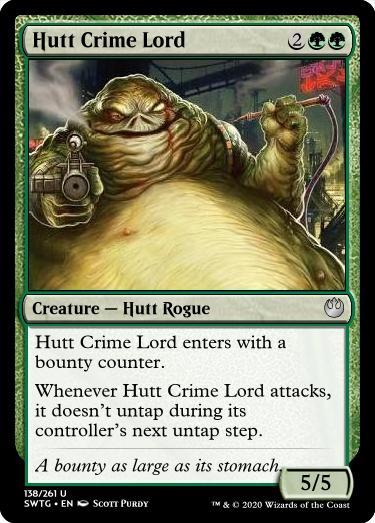 Hutt Crime Lord 2
Creature — Hutt Rogue
Hutt Crime Lord enters with a
bounty counter.
Whenever Hutt Crime Lord attacks,
it doesn't untap during its
controller's next untap step.
A bounty as large as its stomach.
5/5
138/261 U
SWTG • EN Scott Purdy
™ & © 2020 Wizards of the Coast